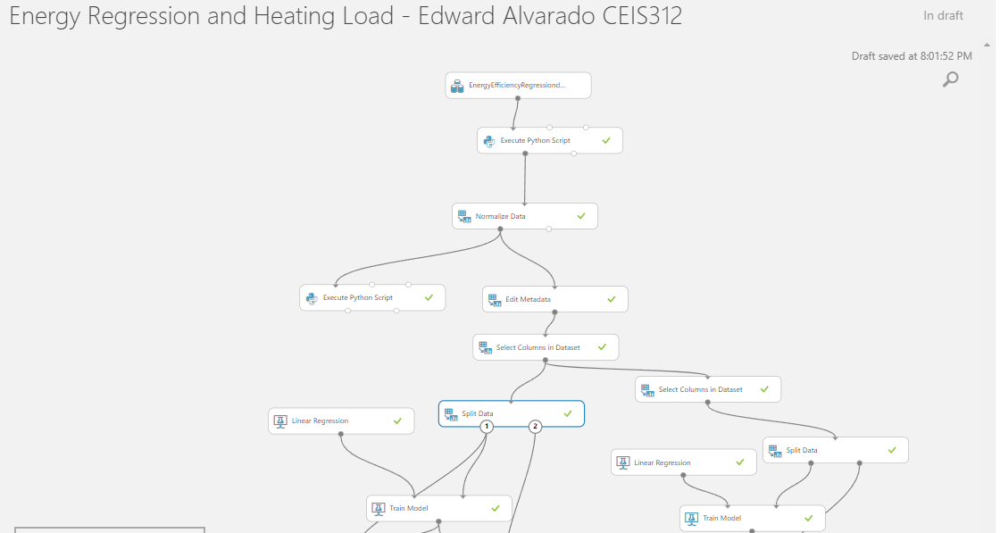 Energy Regression and Heating Load - Edward Alvarado CEIS312
In draft
Draft saved at 8:01:52 PM
EnergyEfficiencyRegressiond...
Execute Python Script
Normalize Data
Execute Python Script
Edit Metadata
Select Columns in Dataset
Select Columns in Dataset
Linear Regression
Split Data
1
2
Linear Regression
Split Data
Train Model
Train Model